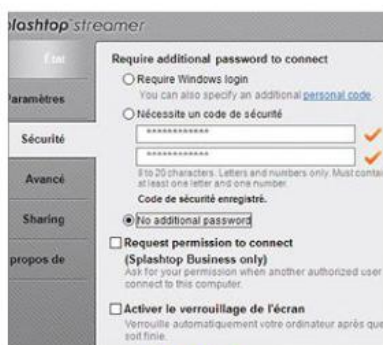 splashtop streamer
État
Paramètres
Sécurité
Avancé
Sharing
propos de
Require additional password to connect
Require Windows login
You can also specify an additional personal code.
Nécessite un code de sécurité
************
************
8 to 20 characters. Letters and numbers only. Must contain
at least one letter and one number.
Code de sécurité enregistré.
No additional password
Request permission to connect
(Splashtop Business only)
Ask for your permission when another authorized user
connect to this computer.
Activer le verrouillage de l'écran
Verrouille automatiquement votre ordinateur après que
soit finie.